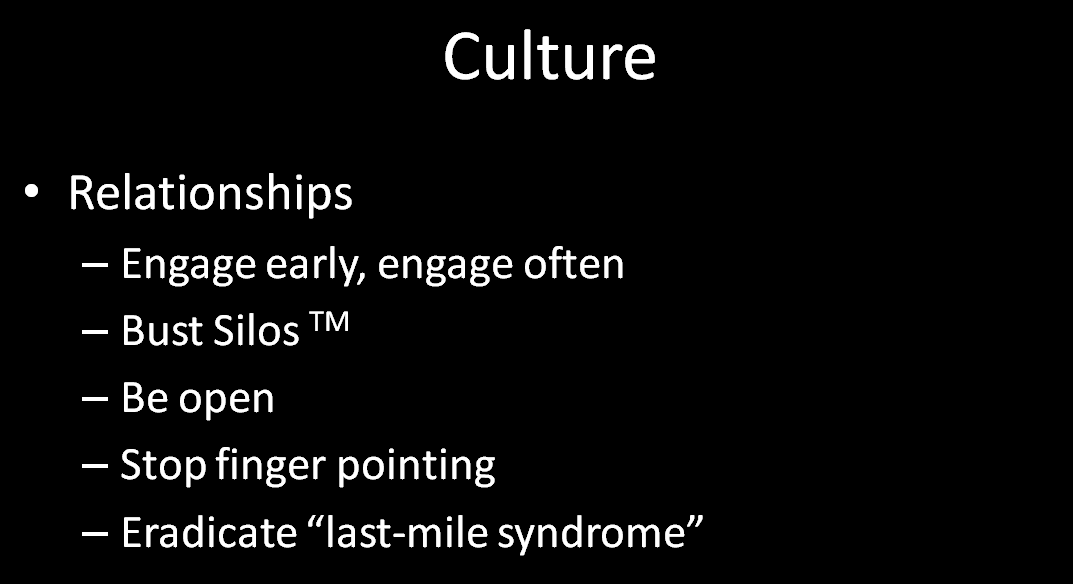 Culture
• Relationships
– Engage early, engage often
– Bust Silos TM
– Be open
– Stop finger pointing
– Eradicate “last-mile syndrome”